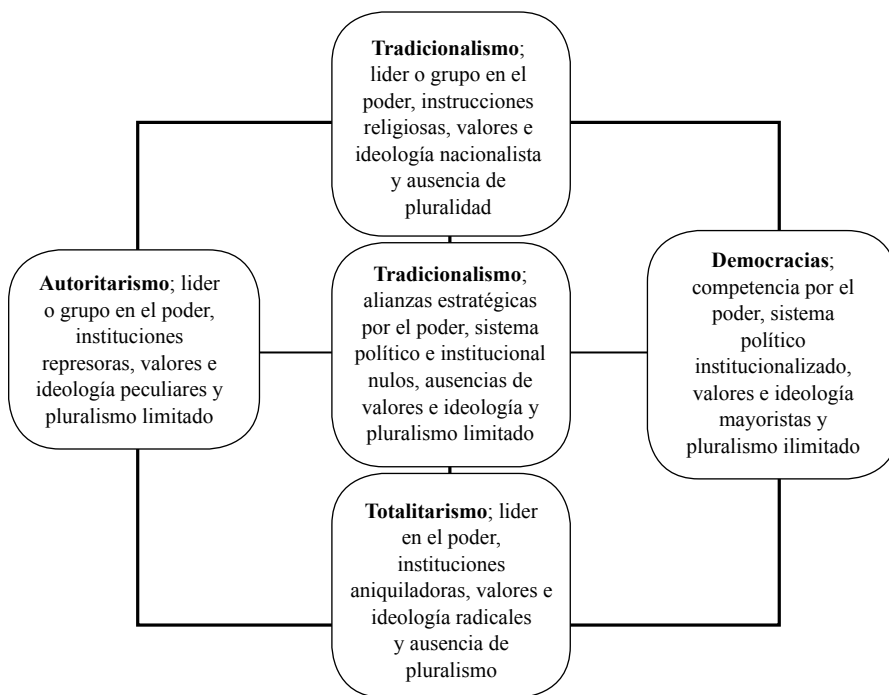 Tradicionalismo;
lider o grupo en el
poder, instrucciones
religiosas, valores e
ideología nacionalista
y ausencia de
pluralidad
Autoritarismo; lider
o grupo en el poder,
instituciones
represoras, valores e
ideología peculiares y
pluralismo limitado
Tradicionalismo;
alianzas estratégicas
por el poder, sistema
político e institucional
nulos, ausencias de
valores e ideología y
pluralismo limitado
Democracias;
competencia por el
poder, sistema
político
institucionalizado,
valores e ideología
mayoristas y
pluralismo ilimitado
Totalitarismo; lider
en el poder,
instituciones
aniquiladoras, valores e
ideología radicales
y ausencia de
pluralismo